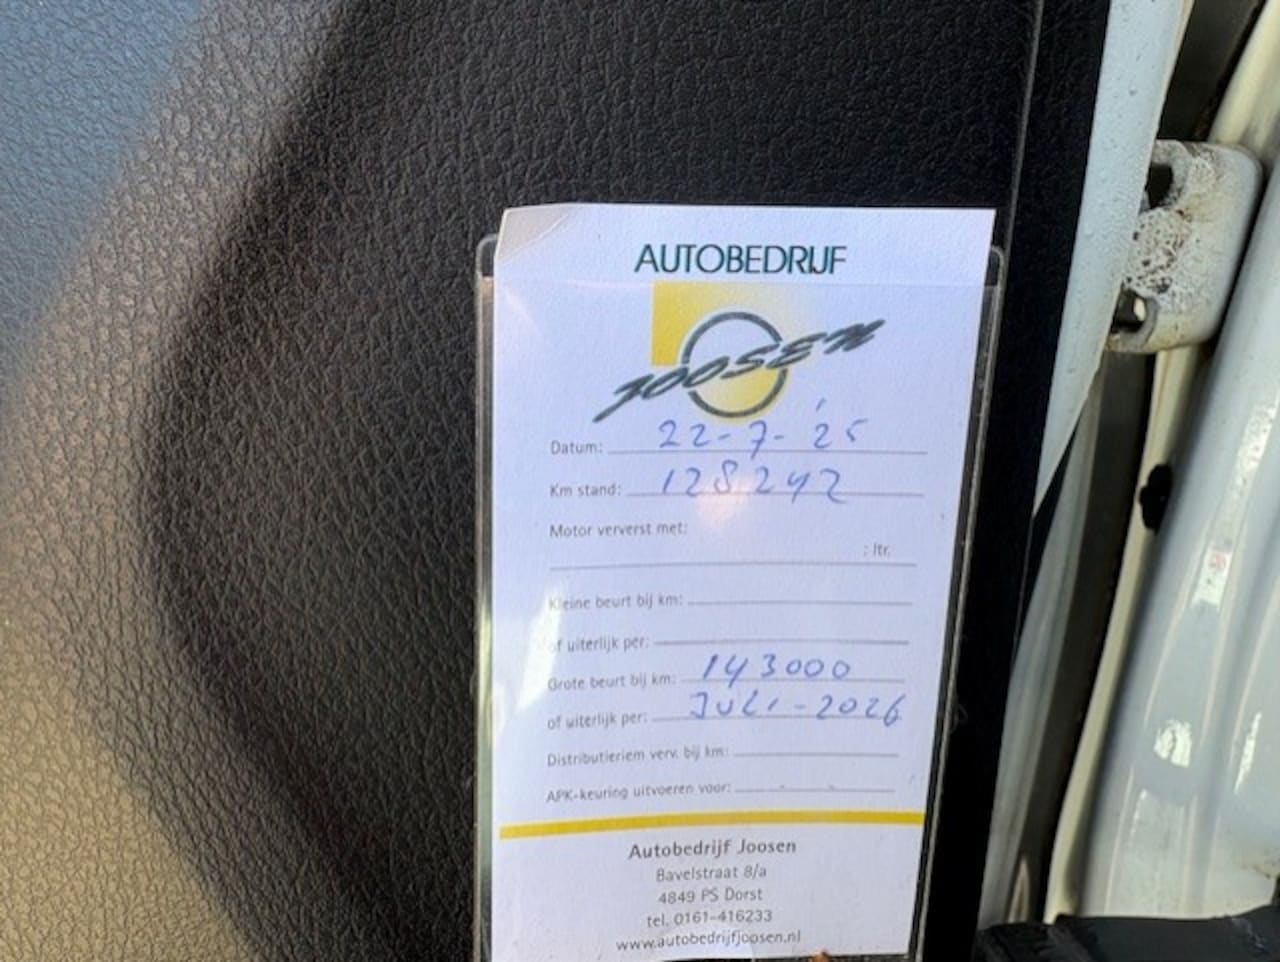 AUTOBEDRIJF
JOOSEN
Datum: 22-7-'25
Km stand: 128242
Motor ververst met:
: ltr.
Kleine beurt bij km:
of uiterlijk per:
Grote beurt bij km: 143000
of uiterlijk per: JULI-2026
Distributieriem verv. bij km:
APK-keuring uitvoeren voor:
Autobedrijf Joosen
Bavelstraat 8/a
4849 PS Dorst
tel. 0161-416233
www.autobedrijfjoosen.nl